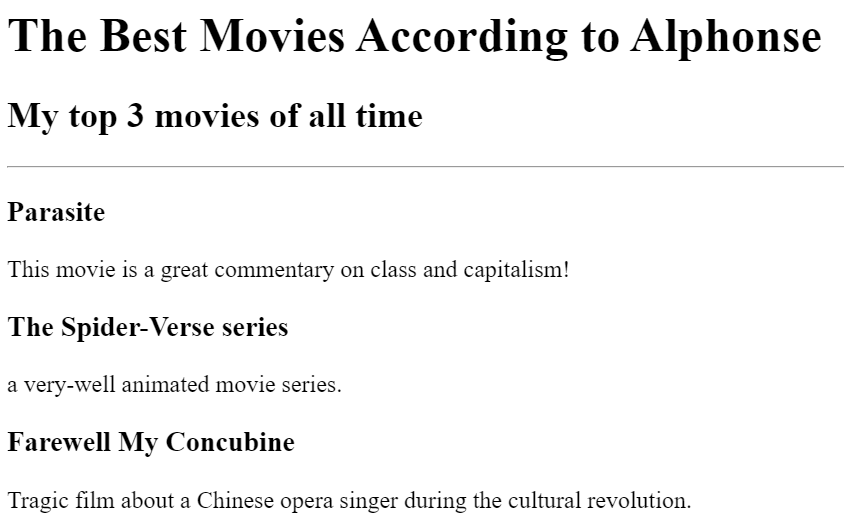 The Best Movies According to Alphonse
My top 3 movies of all time
Parasite
This movie is a great commentary on class and capitalism!
The Spider-Verse series
a very-well animated movie series.
Farewell My Concubine
Tragic film about a Chinese opera singer during the cultural revolution.